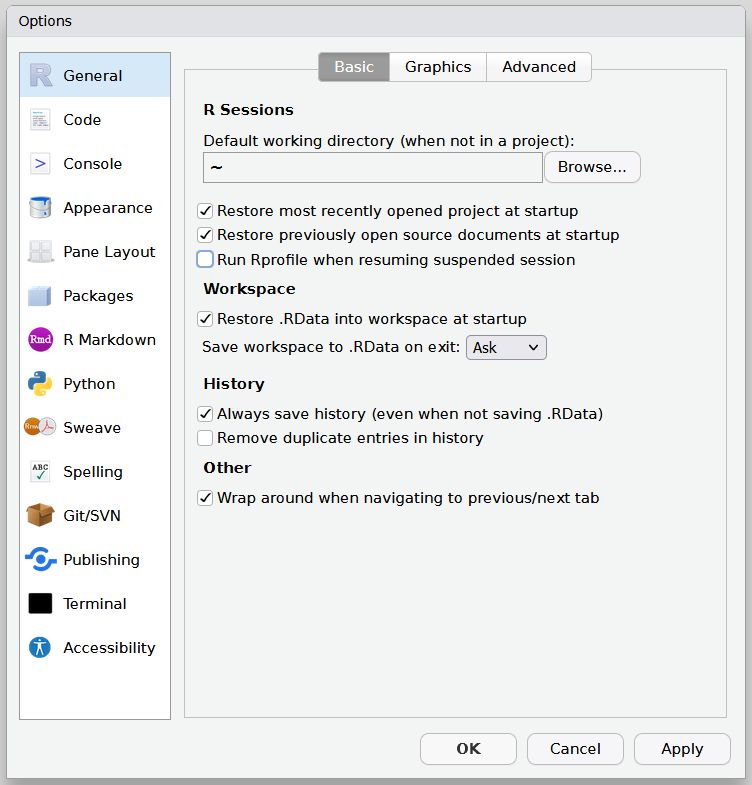 Options
General
Code
Console
Appearance
Pane Layout
Packages
Rmd R Markdown
Python
Rnw Sweave
ABC Spelling
Git/SVN
Publishing
Terminal
Accessibility
Basic Graphics Advanced
R Sessions
Default working directory (when not in a project):
~ Browse...
Restore most recently opened project at startup
Restore previously open source documents at startup
Run Rprofile when resuming suspended session
Workspace
Restore .RData into workspace at startup
Save workspace to .RData on exit: Ask
History
Always save history (even when not saving .RData)
Remove duplicate entries in history
Other
Wrap around when navigating to previous/next tab
OK Cancel Apply